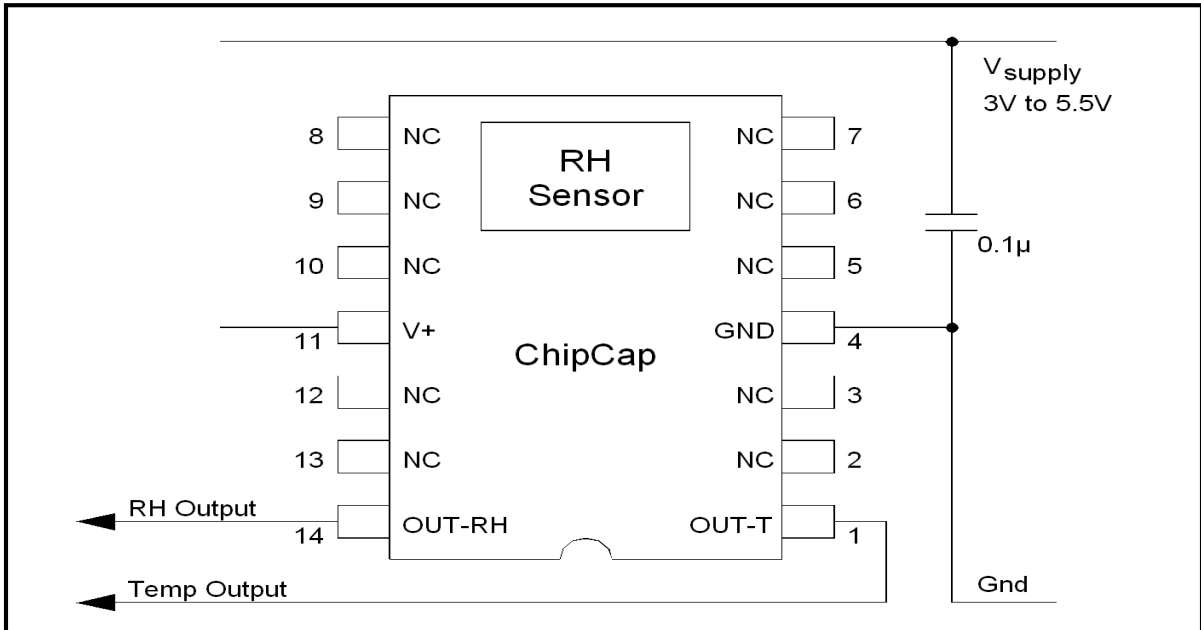 Vsupply
3V to 5.5V
8 NC NC 7
RH
Sensor
9 NC NC 6
0.1µ
10 NC NC 5
11 V+ GND 4
ChipCap
12 NC NC 3
13 NC NC 2
RH Output
14 OUT-RH OUT-T 1
Temp Output
Gnd